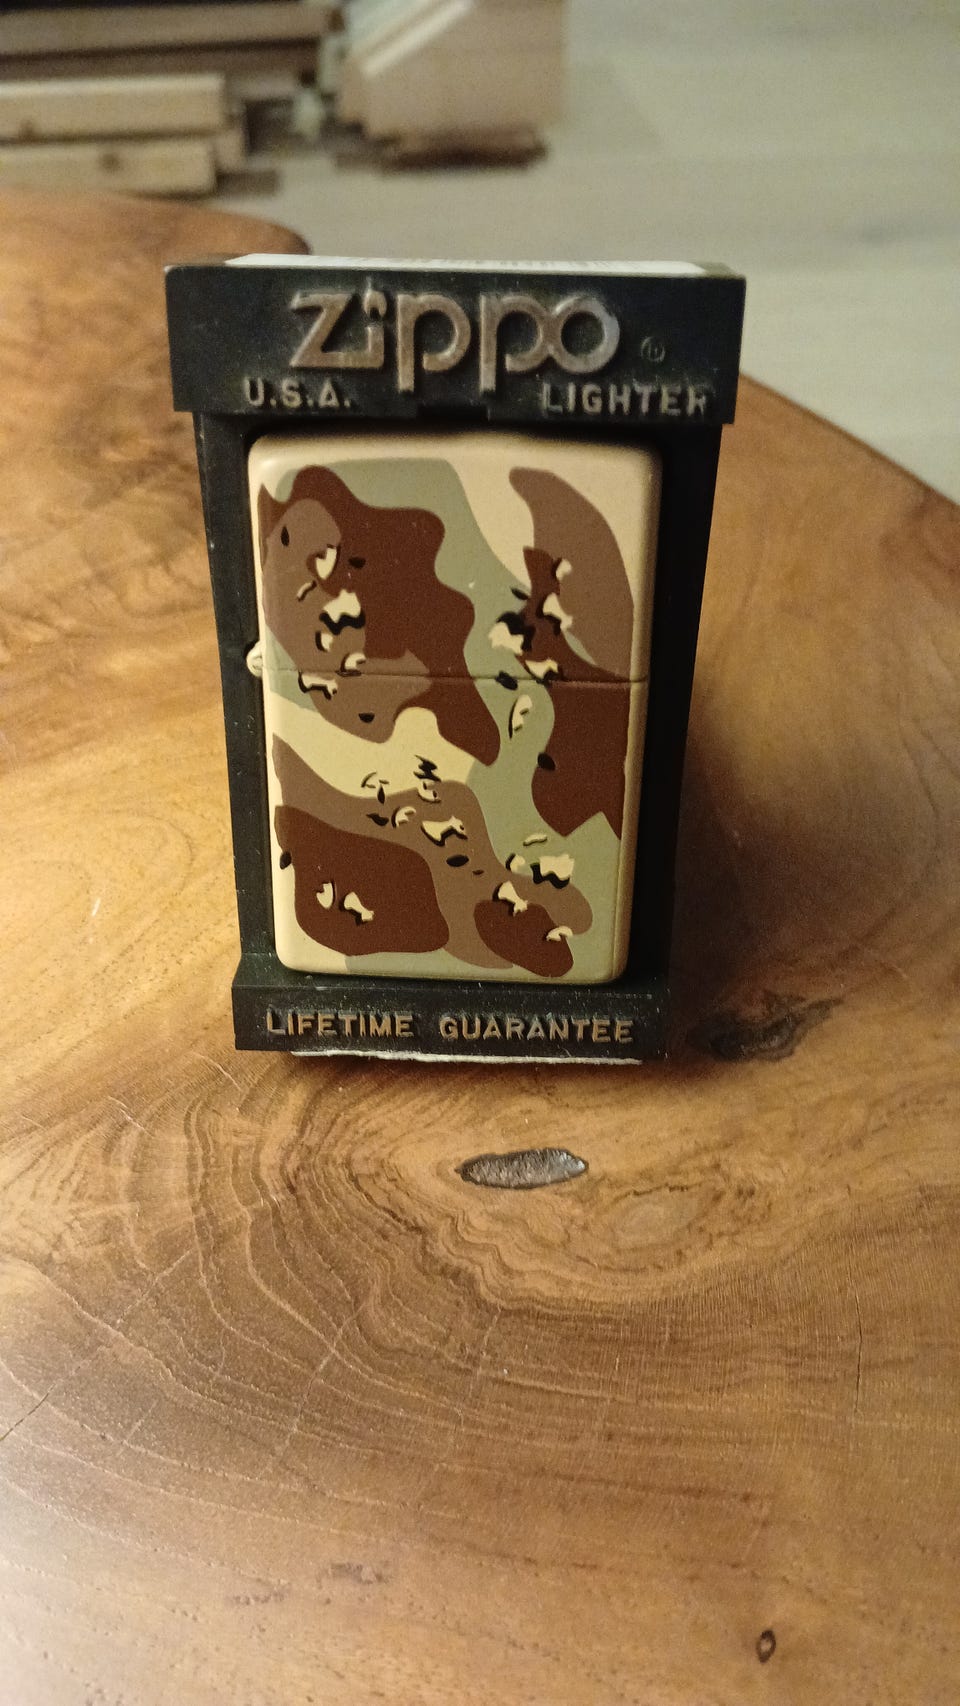 Zippo ®
U.S.A. LIGHTER
LIFETIME GUARANTEE